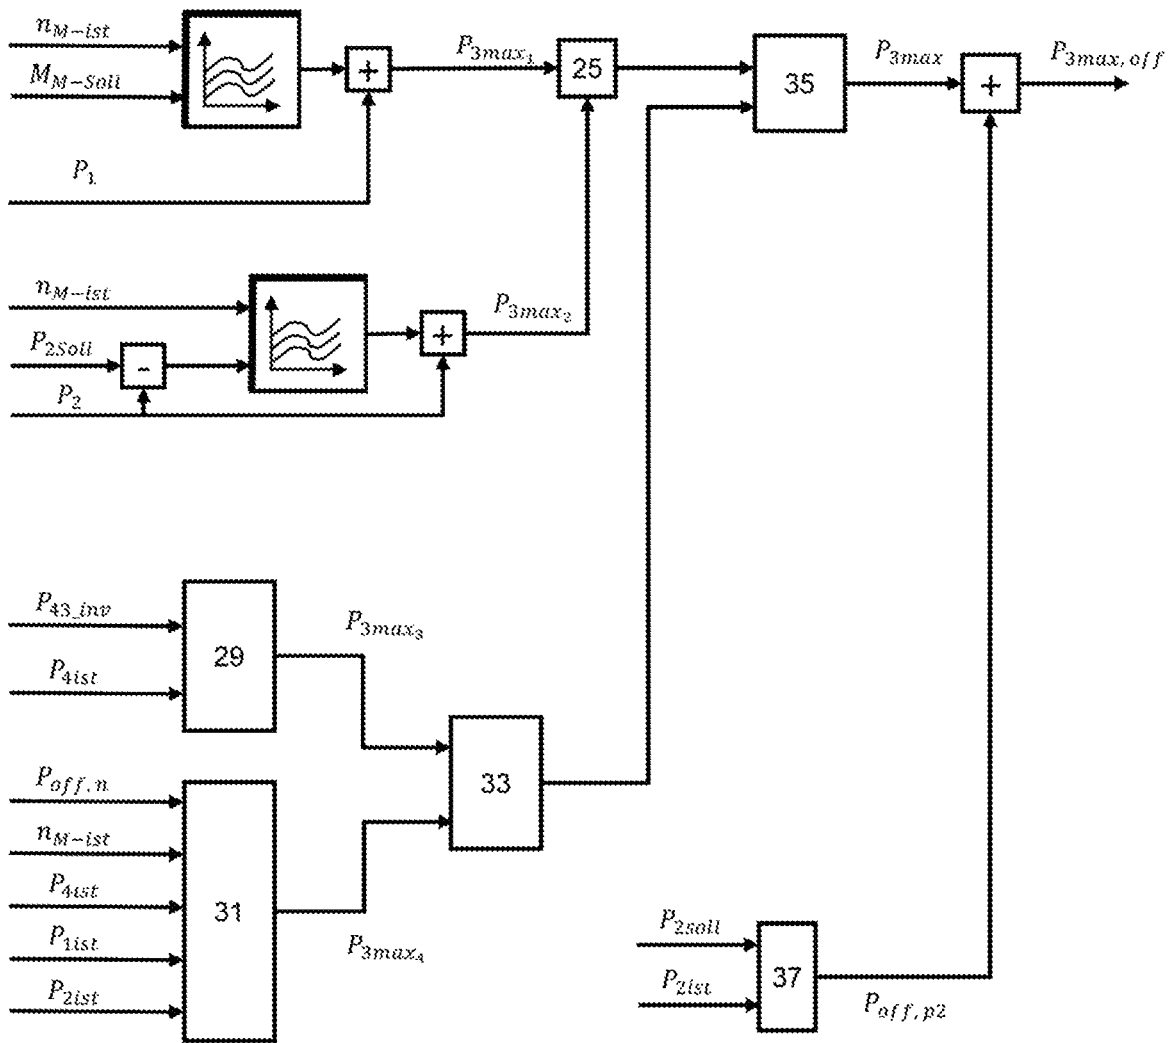 n_{M-ist}
P_{3max_1}
P_{3max}
P_{3max,off}
M_{M-Soll}
+
25
35
+
P_1
n_{M-ist}
P_{3max_2}
P_{2Soll}
-
+
P_2
P_{43_inv}
P_{3max_3}
29
P_{4ist}
P_{off,n}
33
n_{M-ist}
P_{4ist}
31
P_{1ist}
P_{3max_4}
P_{2soll}
P_{2ist}
37
P_{2ist}
P_{off,p2}